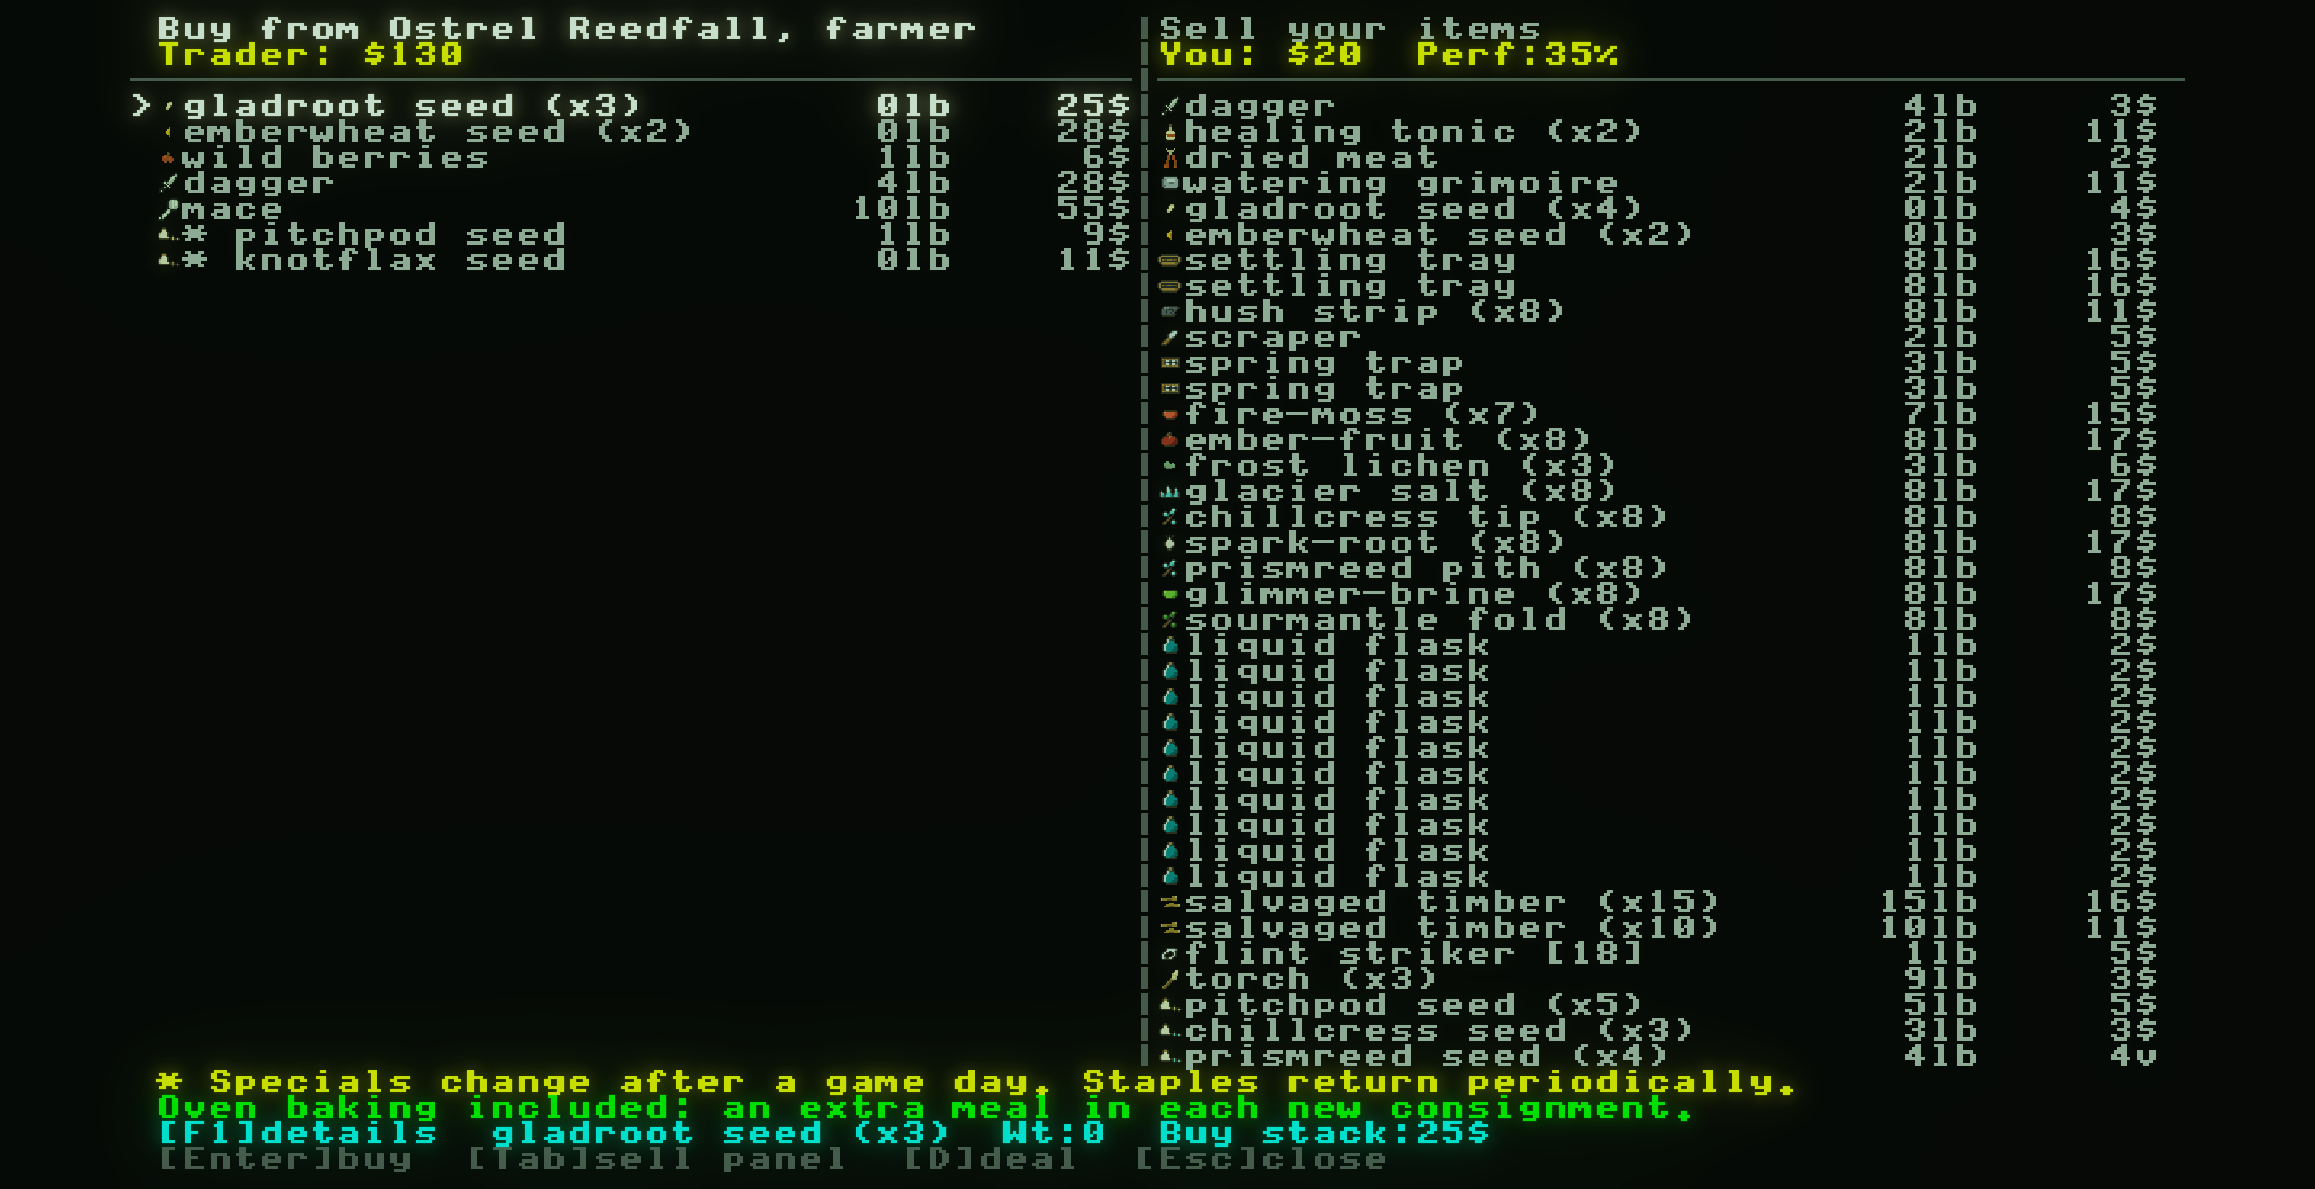 Buy from Ostrel Reedfall, farmer
Trader: $130
> gladroot seed (x3) 0lb 25$
emberwheat seed (x2) 0lb 28$
wild berries 1lb 6$
dagger 4lb 28$
mace 10lb 55$
* pitchpod seed 1lb 9$
* knotflax seed 0lb 11$
Sell your items
You: $20 Perf:35%
dagger 4lb 3$
healing tonic (x2) 2lb 11$
dried meat 2lb 2$
watering grimoire 2lb 11$
gladroot seed (x4) 0lb 4$
emberwheat seed (x2) 0lb 3$
settling tray 8lb 16$
settling tray 8lb 16$
hush strip (x8) 8lb 11$
scraper 2lb 5$
spring trap 3lb 5$
spring trap 3lb 5$
fire-moss (x7) 7lb 15$
ember-fruit (x8) 8lb 17$
frost lichen (x3) 3lb 6$
glacier salt (x8) 8lb 17$
chillcress tip (x8) 8lb 8$
spark-root (x8) 8lb 17$
prismreed pith (x8) 8lb 8$
glimmer-brine (x8) 8lb 17$
sourmantle fold (x8) 8lb 8$
liquid flask 1lb 2$
liquid flask 1lb 2$
liquid flask 1lb 2$
liquid flask 1lb 2$
liquid flask 1lb 2$
liquid flask 1lb 2$
liquid flask 1lb 2$
liquid flask 1lb 2$
liquid flask 1lb 2$
liquid flask 1lb 2$
salvaged timber (x15) 15lb 16$
salvaged timber (x10) 10lb 11$
flint striker [18] 1lb 5$
torch (x3) 9lb 3$
pitchpod seed (x5) 5lb 5$
chillcress seed (x3) 3lb 3$
prismreed seed (x4) 4lb 4v
* Specials change after a game day. Staples return periodically.
Oven baking included: an extra meal in each new consignment.
[F1]details gladroot seed (x3) Wt:0 Buy stack:25$
[Enter]buy [Tab]sell panel [D]deal [Esc]close